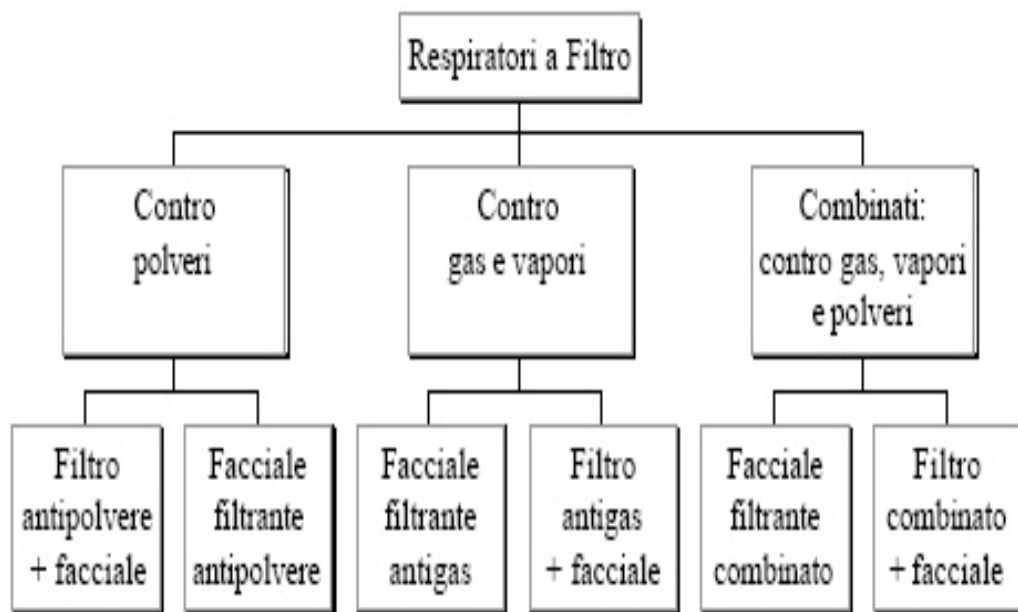 Respiratori a Filtro
Contro
polveri
Contro
gas e vapori
Combinati:
contro gas, vapori
e polveri
Filtro
antipolvere
+ facciale
Facciale
filtrante
antipolvere
Facciale
filtrante
antigas
Filtro
antigas
+ facciale
Facciale
filtrante
combinato
Filtro
combinato
+ facciale